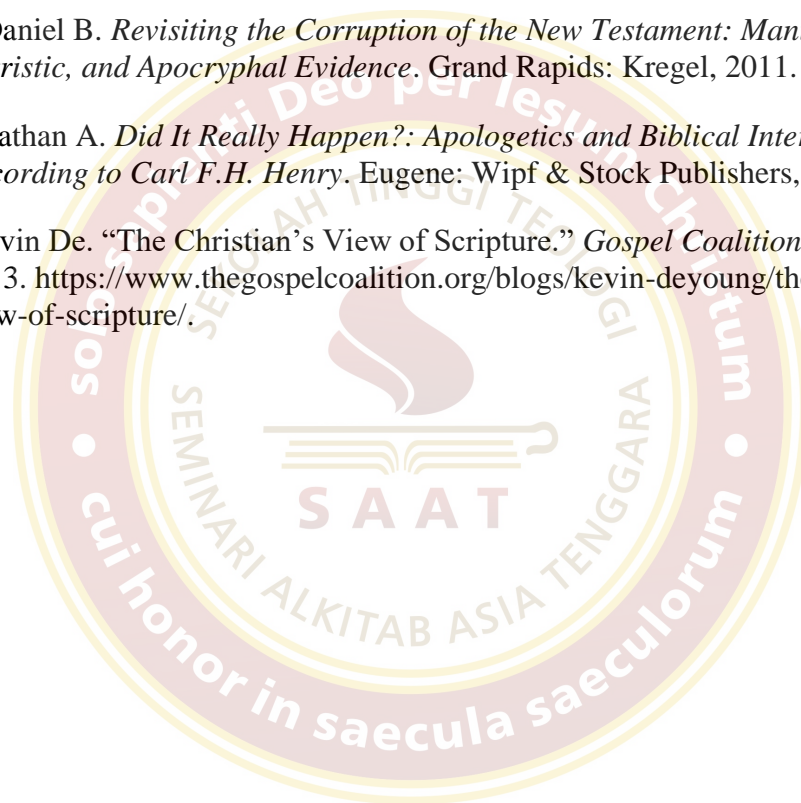 Daniel B. Revisiting the Corruption of the New Testament: Man
ristic, and Apocryphal Evidence. Grand Rapids: Kregel, 2011.
athan A. Did It Really Happen?: Apologetics and Biblical Inter
cording to Carl F.H. Henry. Eugene: Wipf & Stock Publishers,
vin De. “The Christian’s View of Scripture.” Gospel Coalition
3. https://www.thegospelcoalition.org/blogs/kevin-deyoung/the
w-of-scripture/.
soli sapienti Deo per Iesum Christum
SEKOLAH TINGGI TEOLOGI
SEMINARI ALKITAB ASIA TENGGARA
SAAT
cui honor in saecula saeculorum